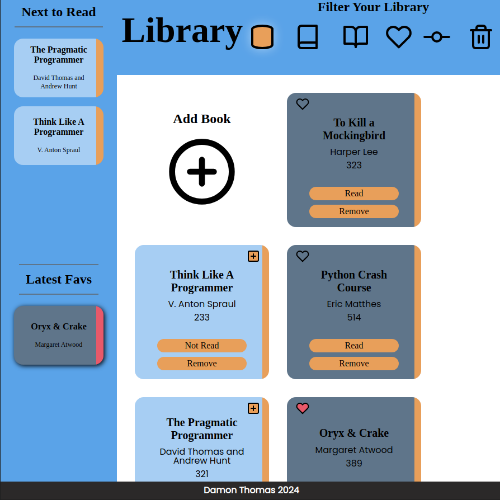 Next to Read
The Pragmatic
Programmer
David Thomas and
Andrew Hunt
Think Like A
Programmer
V. Anton Spraul
Latest Favs
Oryx & Crake
Margaret Atwood
Library
Filter Your Library
Add Book
To Kill a
Mockingbird
Harper Lee
323
Read
Remove
Think Like A
Programmer
V. Anton Spraul
233
Not Read
Remove
Python Crash
Course
Eric Matthes
514
Read
Remove
The Pragmatic
Programmer
David Thomas and
Andrew Hunt
321
Oryx & Crake
Margaret Atwood
389
Damon Thomas 2024